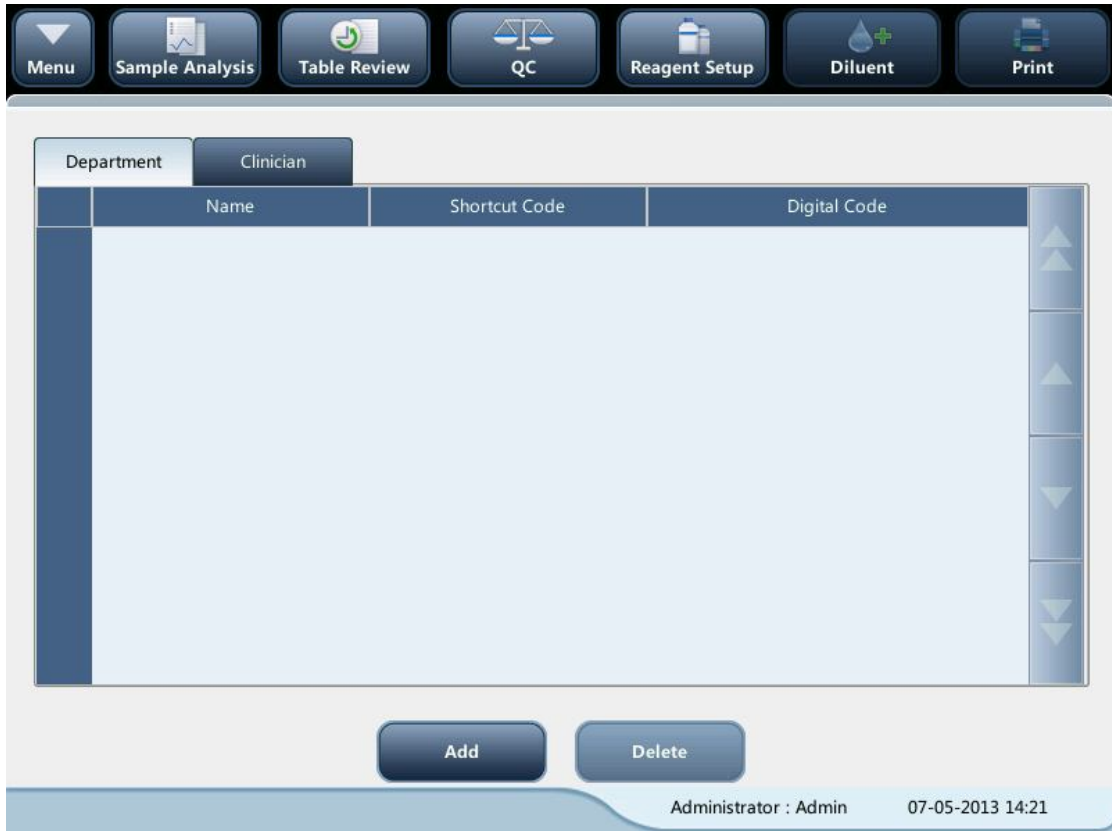 Menu Sample Analysis Table Review QC Reagent Setup Diluent Print
Department Clinician
Name Shortcut Code Digital Code
Add Delete
Administrator : Admin 07-05-2013 14:21